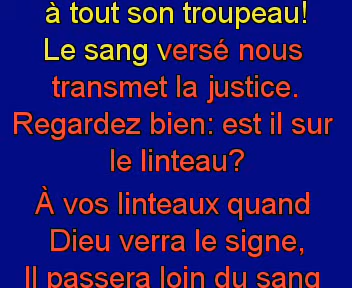 à tout son troupeau!
Le sang versé nous
transmet la justice.
Regardez bien: est il sur
le linteau?
À vos linteaux quand
Dieu verra le signe,
Il passera loin du sang